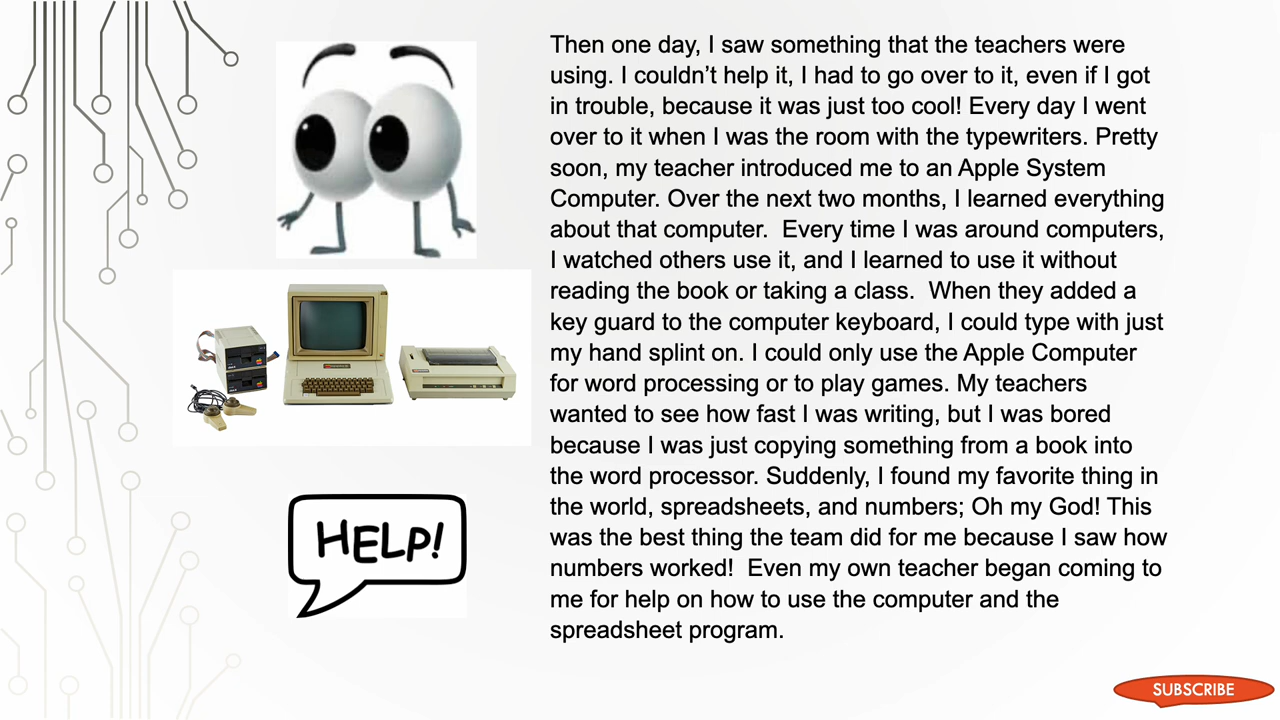 Then one day, I saw something that the teachers were
using. I couldn’t help it, I had to go over to it, even if I got
in trouble, because it was just too cool! Every day I went
over to it when I was the room with the typewriters. Pretty
soon, my teacher introduced me to an Apple System
Computer. Over the next two months, I learned everything
about that computer.  Every time I was around computers,
I watched others use it, and I learned to use it without
reading the book or taking a class.  When they added a
key guard to the computer keyboard, I could type with just
my hand splint on. I could only use the Apple Computer
for word processing or to play games. My teachers
wanted to see how fast I was writing, but I was bored
because I was just copying something from a book into
the word processor. Suddenly, I found my favorite thing in
the world, spreadsheets, and numbers; Oh my God! This
was the best thing the team did for me because I saw how
numbers worked!  Even my own teacher began coming to
me for help on how to use the computer and the
spreadsheet program.
HELP!
SUBSCRIBE